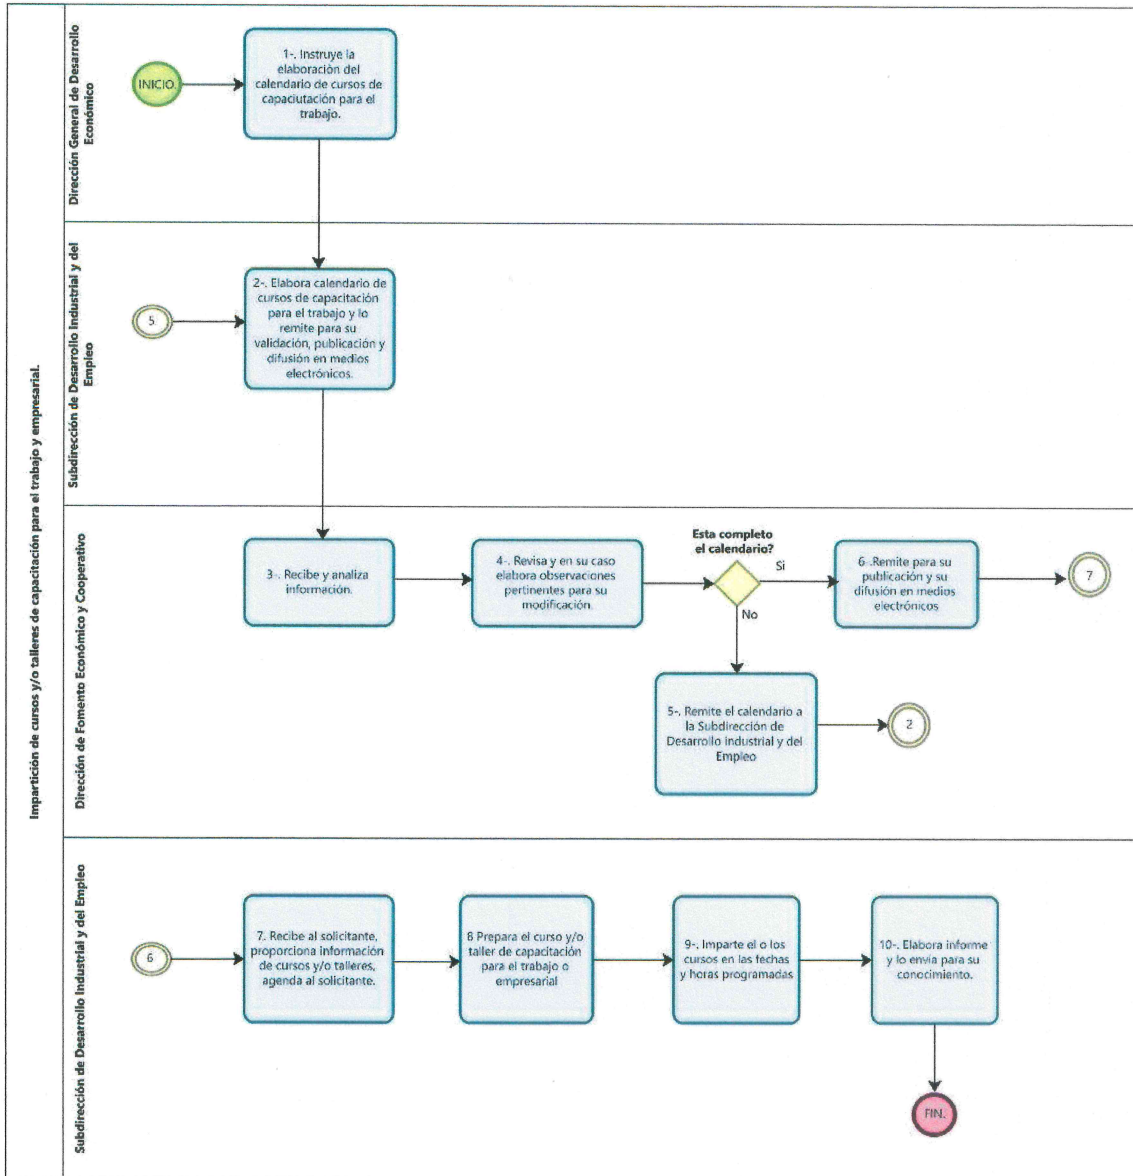 Impartición de cursos y/o talleres de capacitación para el trabajo y empresarial.
Dirección General de Desarrollo
Económico
INICIO.
1-. Instruye la
elaboración del
calendario de cursos de
capaciutación para el
trabajo.
Subdirección de Desarrollo Industrial y del
Empleo
5
2-. Elabora calendario de
cursos de capacitación
para el trabajo y lo
remite para su
validación, publicación y
difusión en medios
electrónicos.
Dirección de Fomento Económico y Cooperativo
3-. Recibe y analiza
información.
4-. Revisa y en su caso
elabora observaciones
pertinentes para su
modificación.
Esta completo
el calendario?
Si
No
6 .Remite para su
publicación y su
difusión en medios
electrónicos
7
5-. Remite el calendario a
la Subdirección de
Desarrollo Industrial y del
Empleo
2
Subdirección de Desarrollo Industrial y del Empleo
6
7. Recibe al solicitante,
proporciona información
de cursos y/o talleres,
agenda al solicitante.
8 Prepara el curso y/o
taller de capacitación
para el trabajo o
empresarial
9-. Imparte el o los
cursos en las fechas
y horas programadas
10-. Elabora informe
y lo envía para su
conocimiento.
FIN.